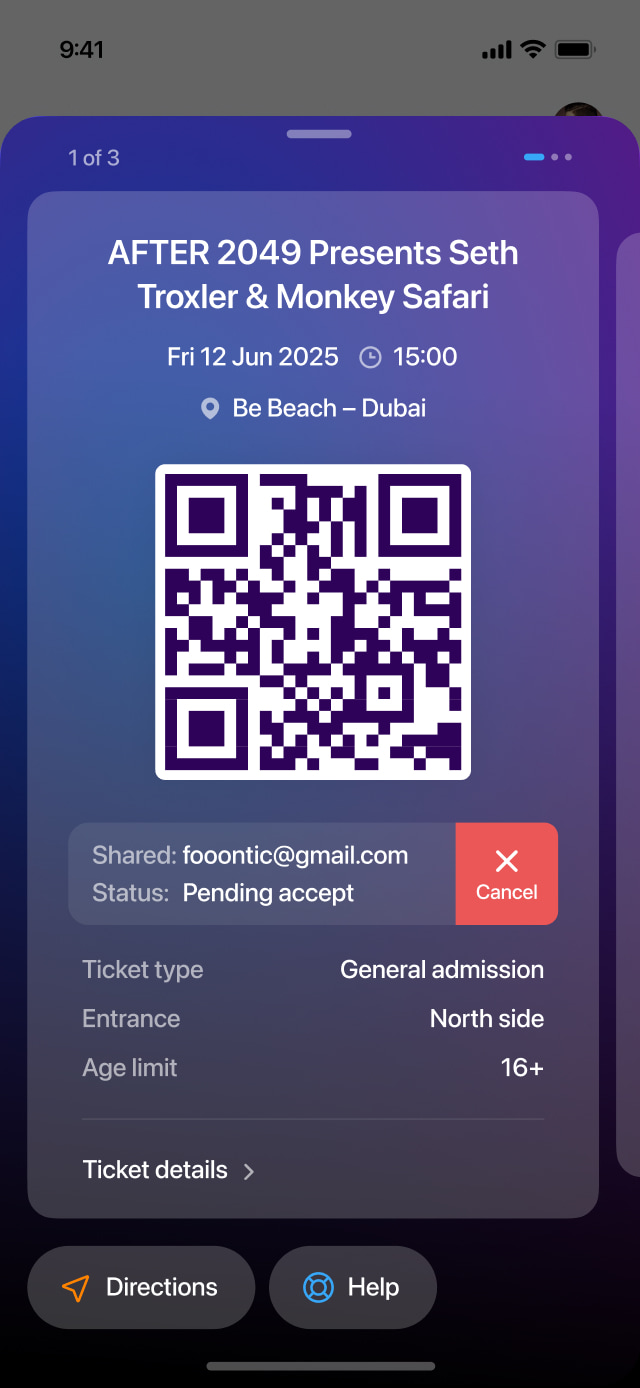 9:41
1 of 3
AFTER 2049 Presents Seth
Troxler & Monkey Safari
Fri 12 Jun 2025 15:00
Be Beach – Dubai
Shared: fooontic@gmail.com
Status: Pending accept
Cancel
Ticket type General admission
Entrance North side
Age limit 16+
Ticket details
Directions Help